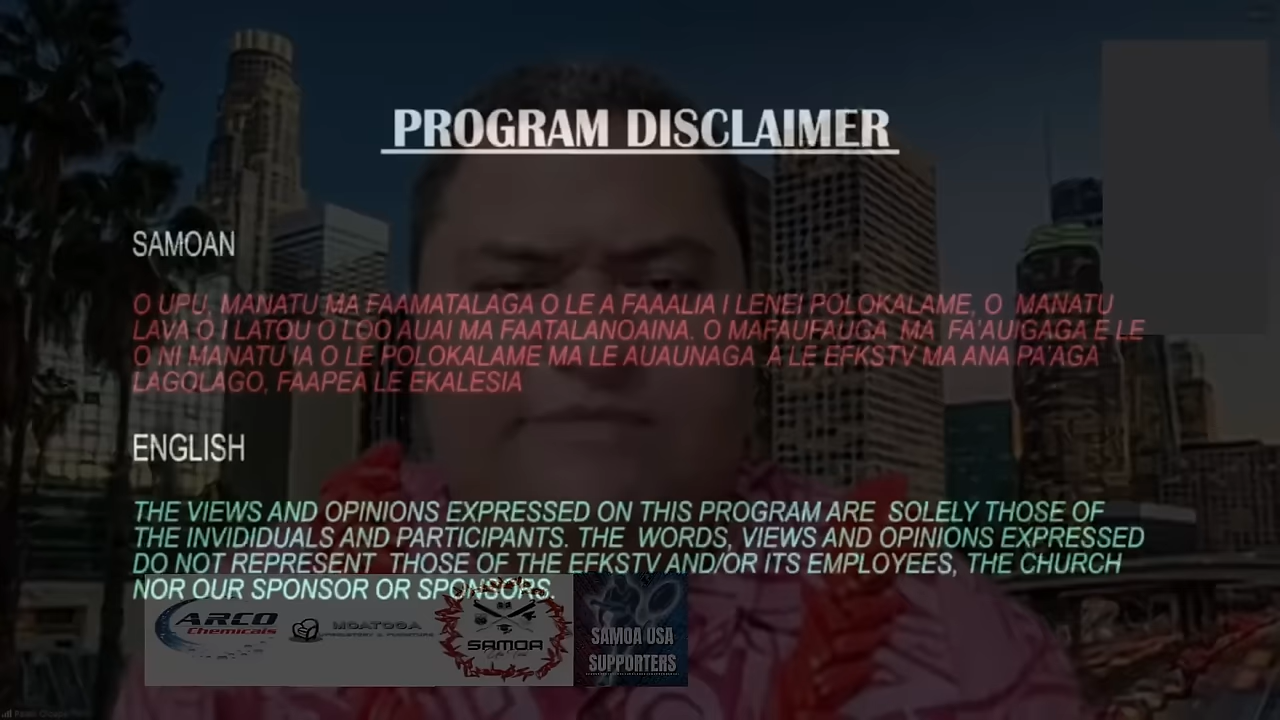 PROGRAM DISCLAIMER
SAMOAN
O UPU, MANATU MA FAAMATALAGA O LE A FAAALIA I LENEI POLOKALAME, O MANATU
LAVA O I LATOU O LOO AUAI MA FAATALANOAINA. O MAFAUFAUGA MA FA'AUIGAGA E LE
O NI MANATU IA O LE POLOKALAME MA LE AUAUNAGA A LE EFKSTV MA ANA PA'AGA
LAGOLAGO, FAAPEA LE EKALESIA
ENGLISH
THE VIEWS AND OPINIONS EXPRESSED ON THIS PROGRAM ARE SOLELY THOSE OF
THE INVIDIDUALS AND PARTICIPANTS. THE WORDS, VIEWS AND OPINIONS EXPRESSED
DO NOT REPRESENT THOSE OF THE EFKSTV AND/OR ITS EMPLOYEES, THE CHURCH
NOR OUR SPONSOR OR SPONSORS.
ARCO
Chemicals
MOATOGA
UPHOLSTERY & FURNITURE
SAMOA
SAMOA USA
SUPPORTERS